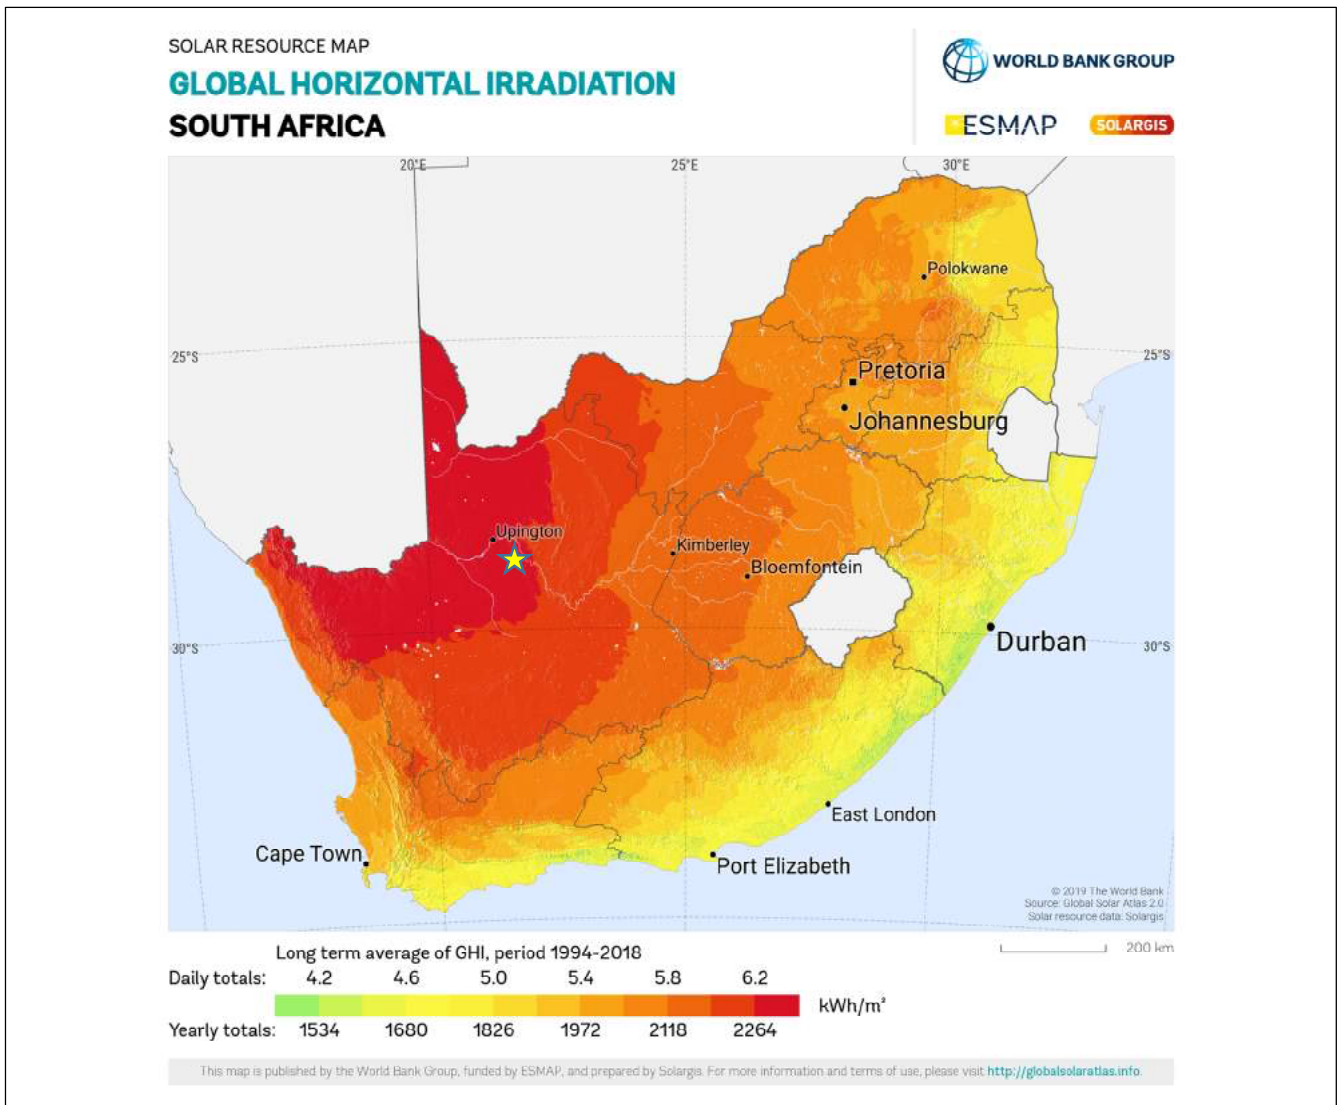 SOLAR RESOURCE MAP
GLOBAL HORIZONTAL IRRADIATION
SOUTH AFRICA
WORLD BANK GROUP
ESMAP
SOLARGIS
20°E
25°E
30°E
Polokwane
25°S
25°S
Pretoria
Johannesburg
Upington
Kimberley
Bloemfontein
Durban
30°S
30°S
East London
Cape Town
Port Elizabeth
© 2019 The World Bank
Source: Global Solar Atlas 2.0
Solar resource data: Solargis
200 km
Long term average of GHI, period 1994-2018
Daily totals: 4.2 4.6 5.0 5.4 5.8 6.2
kWh/m²
Yearly totals: 1534 1680 1826 1972 2118 2264
This map is published by the World Bank Group, funded by ESMAP, and prepared by Solargis. For more information and terms of use, please visit http://globalsolaratlas.info.